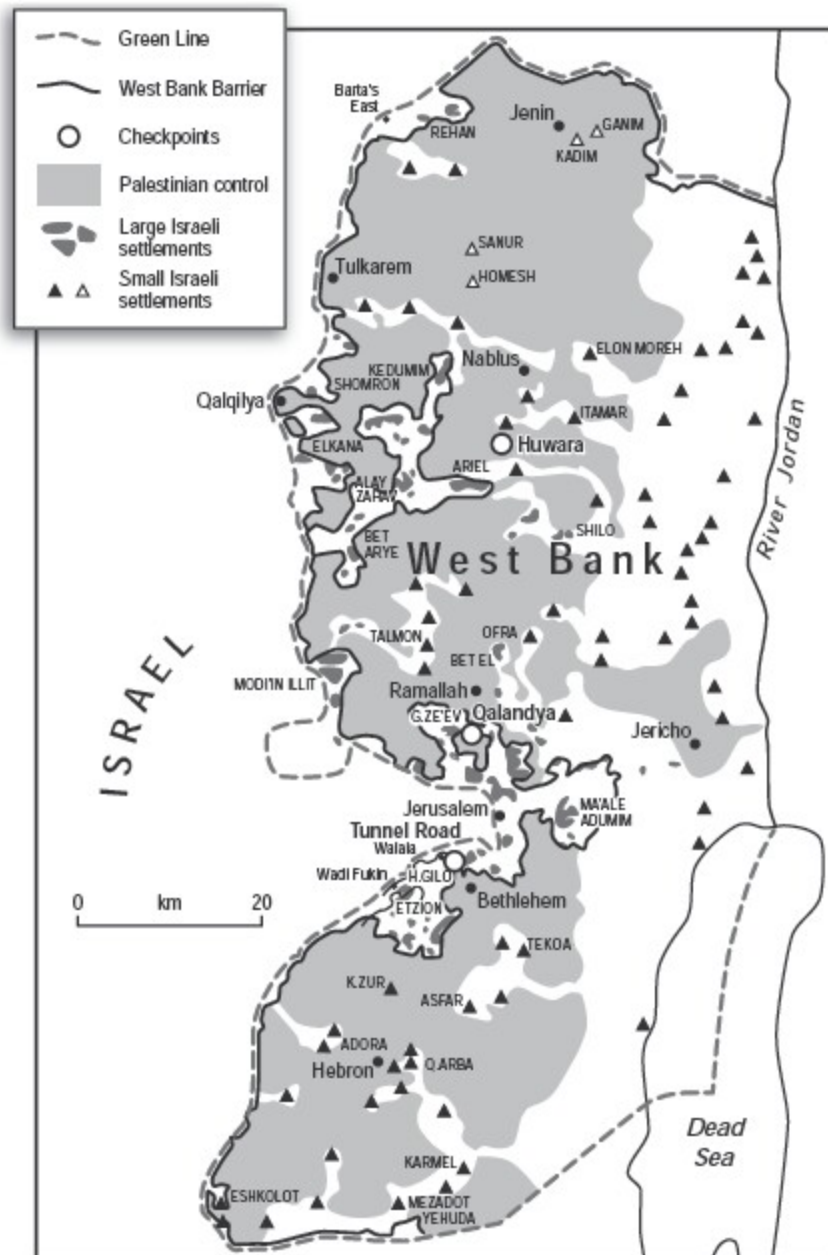 Green Line
West Bank Barrier
Checkpoints
Palestinian control
Large Israeli
settlements
Small Israeli
settlements
Barta's
East
REHAN
Jenin
GANIM
KADIM
SANUR
HOMESH
Tulkarem
Nablus
ELON MOREH
KEDUMIM
SHOMRON
Qalqilya
ITAMAR
Huwara
ELKANA
ARIEL
ALAY
ZAHAV
SHILO
BET
ARYE
West Bank
River Jordan
ISRAEL
TALMON
OFRA
BET EL
MODI'IN ILLIT
Ramallah
G.ZE'EV
Qalandya
Jericho
Jerusalem
MA'ALE
ADUMIM
Tunnel Road
Walala
Wadi Fukin
H.GILO
0 km 20
ETZION
Bethlehem
TEKOA
K.ZUR
ASFAR
ADORA
Hebron
Q.ARBA
Dead
Sea
KARMEL
ESHKOLOT
MEZADOT
YEHUDA